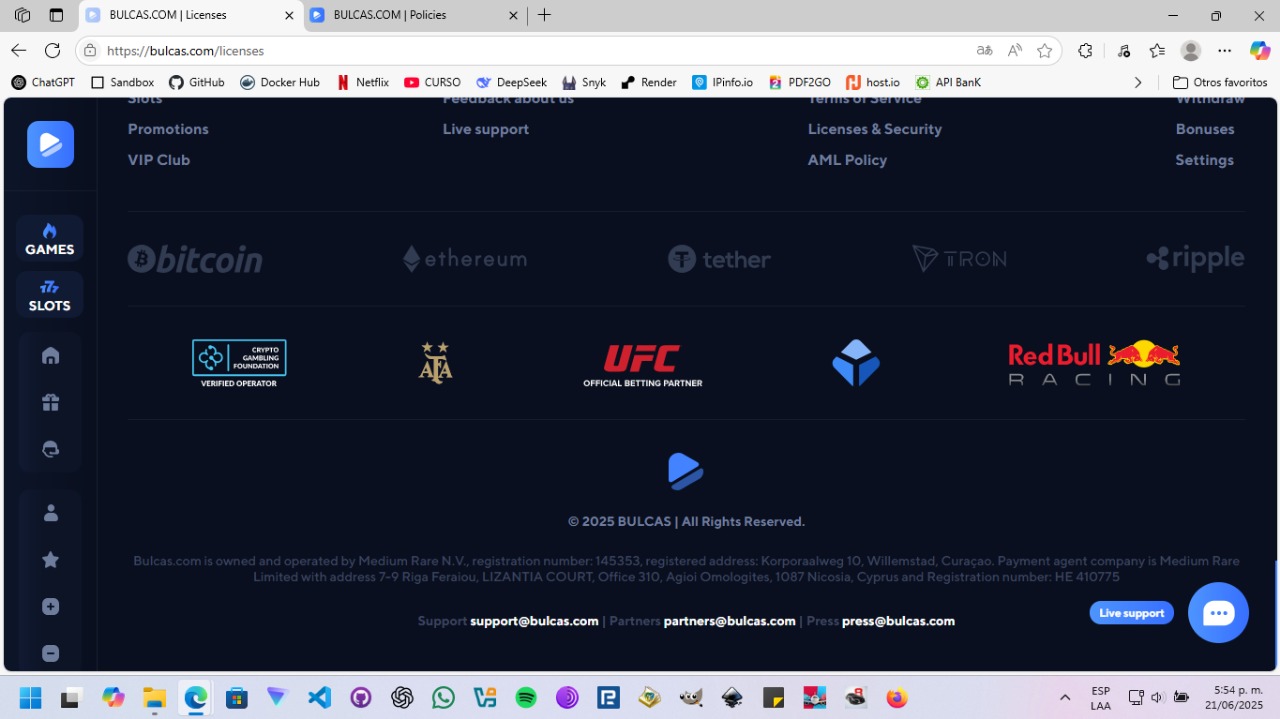 BULCAS.COM | Licenses
BULCAS.COM | Policies
https://bulcas.com/licenses
ChatGPT Sandbox GitHub Docker Hub Netflix CURSO DeepSeek Snyk Render IPinfo.io PDF2GO host.io API BanK Otros favoritos
Slots Feedback about us Terms of Service Withdraw
Promotions Live support Licenses & Security Bonuses
VIP Club AML Policy Settings
GAMES
SLOTS
bitcoin ethereum tether TRON ripple
CRYPTO
GAMBLING
FOUNDATION
VERIFIED OPERATOR
AFA
UFC
OFFICIAL BETTING PARTNER
Red Bull
RACING
© 2025 BULCAS | All Rights Reserved.
Bulcas.com is owned and operated by Medium Rare N.V., registration number: 145353, registered address: Korporaalweg 10, Willemstad, Curaçao. Payment agent company is Medium Rare
Limited with address 7-9 Riga Feraiou, LIZANTIA COURT, Office 310, Agioi Omologites, 1087 Nicosia, Cyprus and Registration number: HE 410775
Support support@bulcas.com | Partners partners@bulcas.com | Press press@bulcas.com
Live support
ESP
LAA
5:54 p. m.
21/06/2025